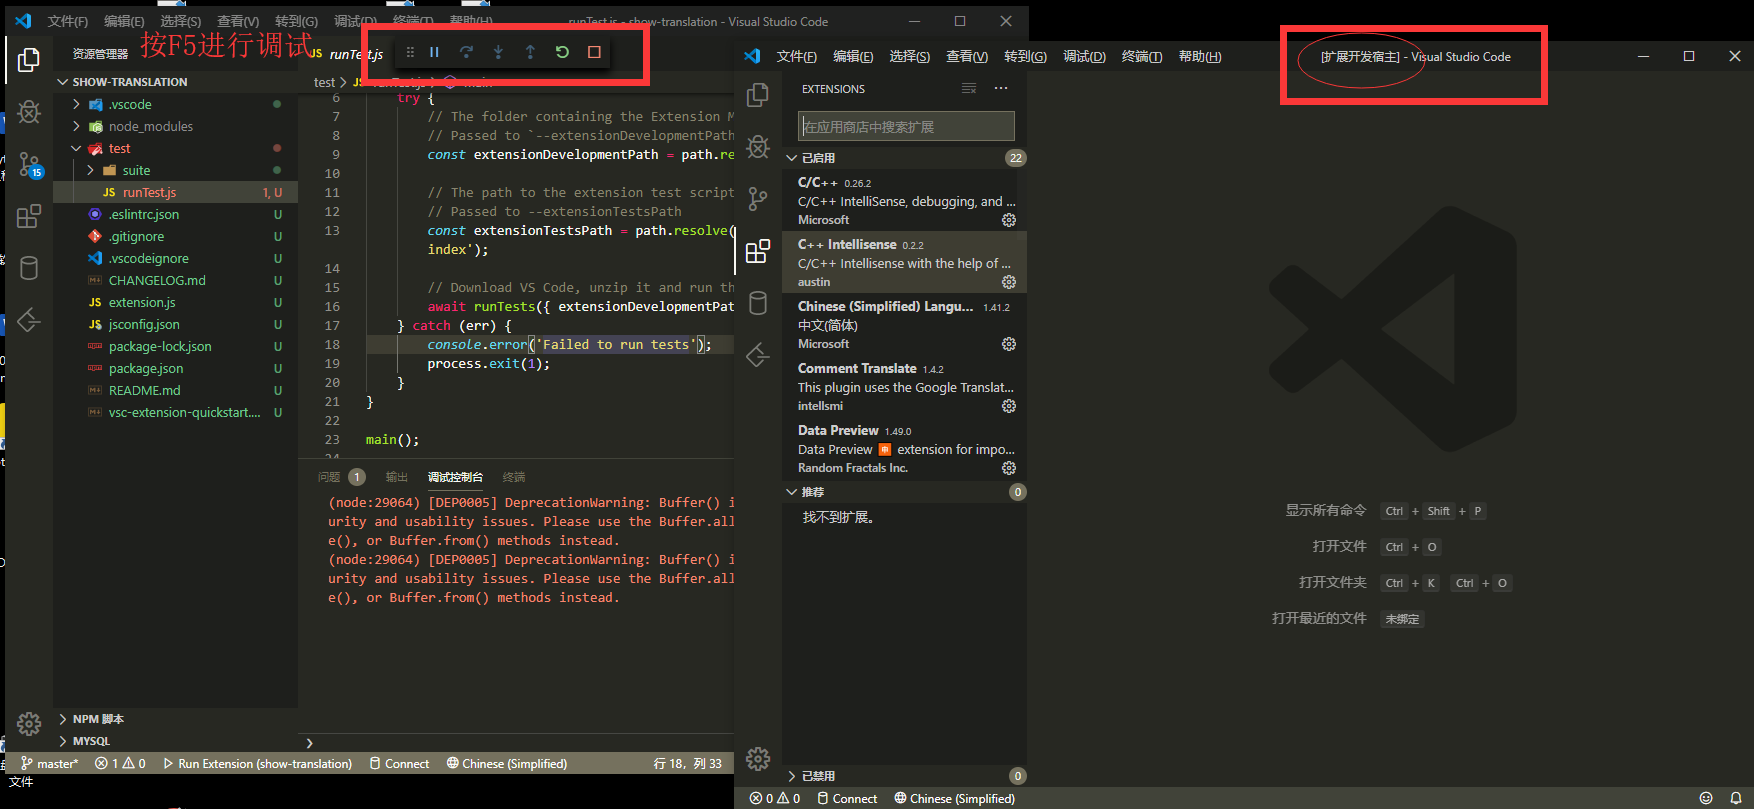 文件(F) 编辑(E) 选择(S) 查看(V) 转到(G) 调试(D) 终端(T) 帮助(H) runTest.js - show-translation - Visual Studio Code
按F5进行调试
资源管理器
SHOW-TRANSLATION
.vscode
node_modules
test
suite
JS runTest.js 1, U
.eslintrc.json U
.gitignore U
.vscodeignore U
CHANGELOG.md U
JS extension.js U
JS jsconfig.json U
package-lock.json U
package.json U
README.md U
vsc-extension-quickstart.... U
NPM 脚本
MYSQL
15
JS runTest.js
test > JS
main
6 try {
7 // The folder containing the Extension M
8 // Passed to `--extensionDevelopmentPath
9 const extensionDevelopmentPath = path.re
10
11 // The path to the extension test script
12 // Passed to --extensionTestsPath
13 const extensionTestsPath = path.resolve(
index');
14
15 // Download VS Code, unzip it and run th
16 await runTests({ extensionDevelopmentPat
17 } catch (err) {
18 console.error('Failed to run tests');
19 process.exit(1);
20 }
21 }
22
23 main();
24
问题 1 输出 调试控制台 终端
(node:29064) [DEP0005] DeprecationWarning: Buffer() i
urity and usability issues. Please use the Buffer.all
e(), or Buffer.from() methods instead.
(node:29064) [DEP0005] DeprecationWarning: Buffer() i
urity and usability issues. Please use the Buffer.all
e(), or Buffer.from() methods instead.
master* 1 0 Run Extension (show-translation) Connect Chinese (Simplified) 行 18，列 33
文件
文件(F) 编辑(E) 选择(S) 查看(V) 转到(G) 调试(D) 终端(T) 帮助(H) [扩展开发宿主] - Visual Studio Code
EXTENSIONS
在应用商店中搜索扩展
已启用 22
C/C++ 0.26.2
C/C++ IntelliSense, debugging, and ...
Microsoft
C++ Intellisense 0.2.2
C/C++ Intellisense with the help of ...
austin
Chinese (Simplified) Langu... 1.41.2
中文(简体)
Microsoft
Comment Translate 1.4.2
This plugin uses the Google Translat...
intellsmi
Data Preview 1.49.0
Data Preview 🈸 extension for impo...
Random Fractals Inc.
推荐 0
找不到扩展。
已禁用 0
显示所有命令 Ctrl + Shift + P
打开文件 Ctrl + O
打开文件夹 Ctrl + K Ctrl + O
打开最近的文件 未绑定
0 0 Connect Chinese (Simplified)